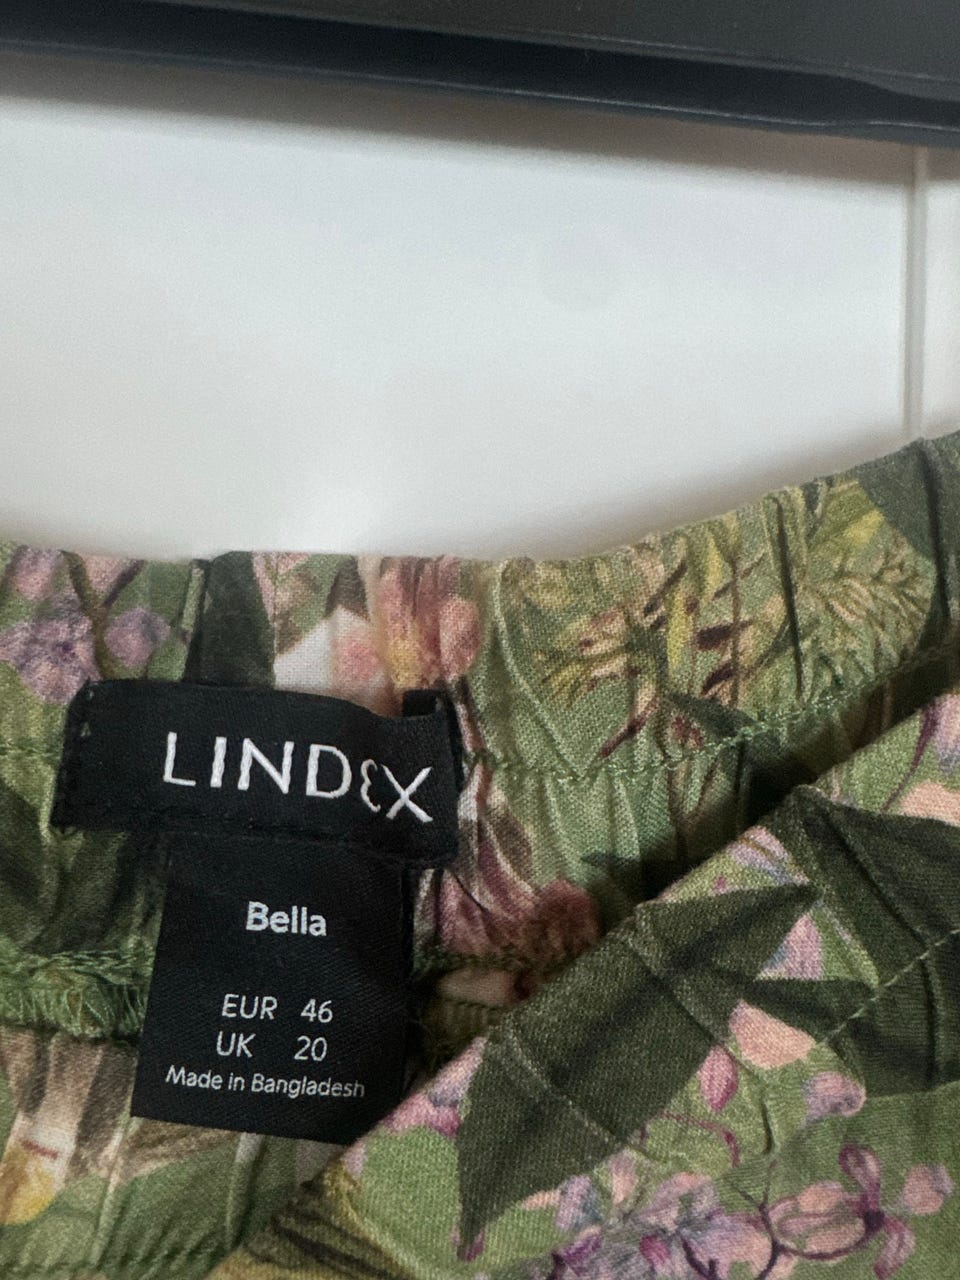 LINDEX
Bella
EUR 46
UK 20
Made in Bangladesh